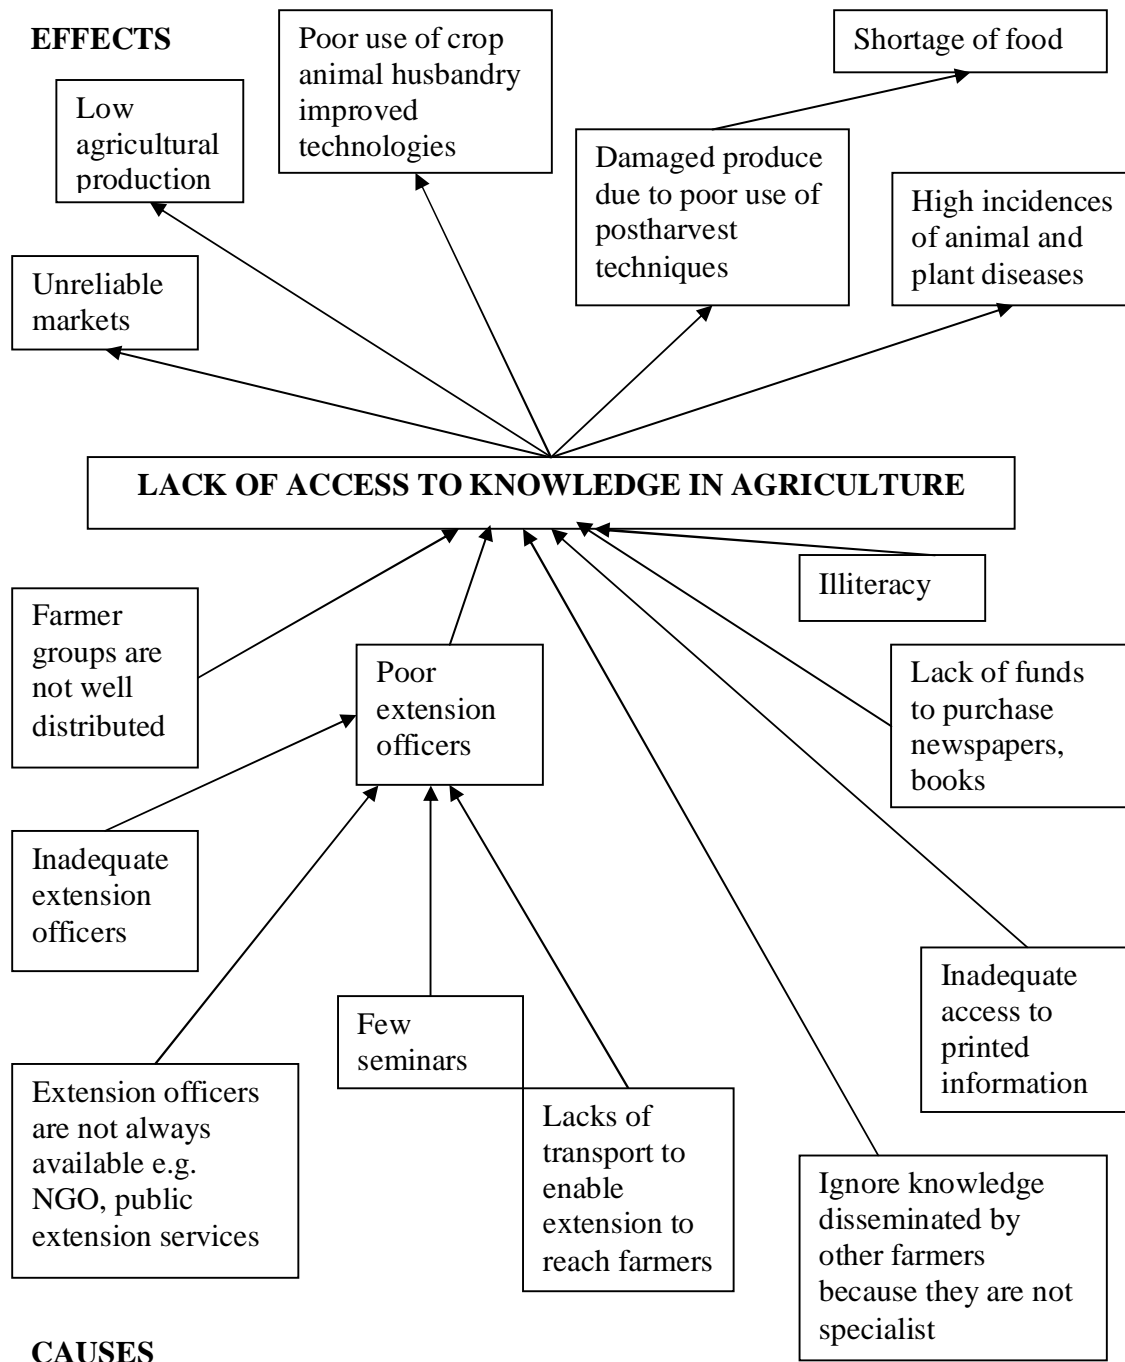 EFFECTS
Poor use of crop
animal husbandry
improved
technologies
Shortage of food
Low
agricultural
production
Damaged produce
due to poor use of
postharvest
techniques
High incidences
of animal and
plant diseases
Unreliable
markets
LACK OF ACCESS TO KNOWLEDGE IN AGRICULTURE
Illiteracy
Farmer
groups are
not well
distributed
Poor
extension
officers
Lack of funds
to purchase
newspapers,
books
Inadequate
extension
officers
Inadequate
access to
printed
information
Few
seminars
Extension officers
are not always
available e.g.
NGO, public
extension services
Lacks of
transport to
enable
extension to
reach farmers
Ignore knowledge
disseminated by
other farmers
because they are not
specialist
CAUSES